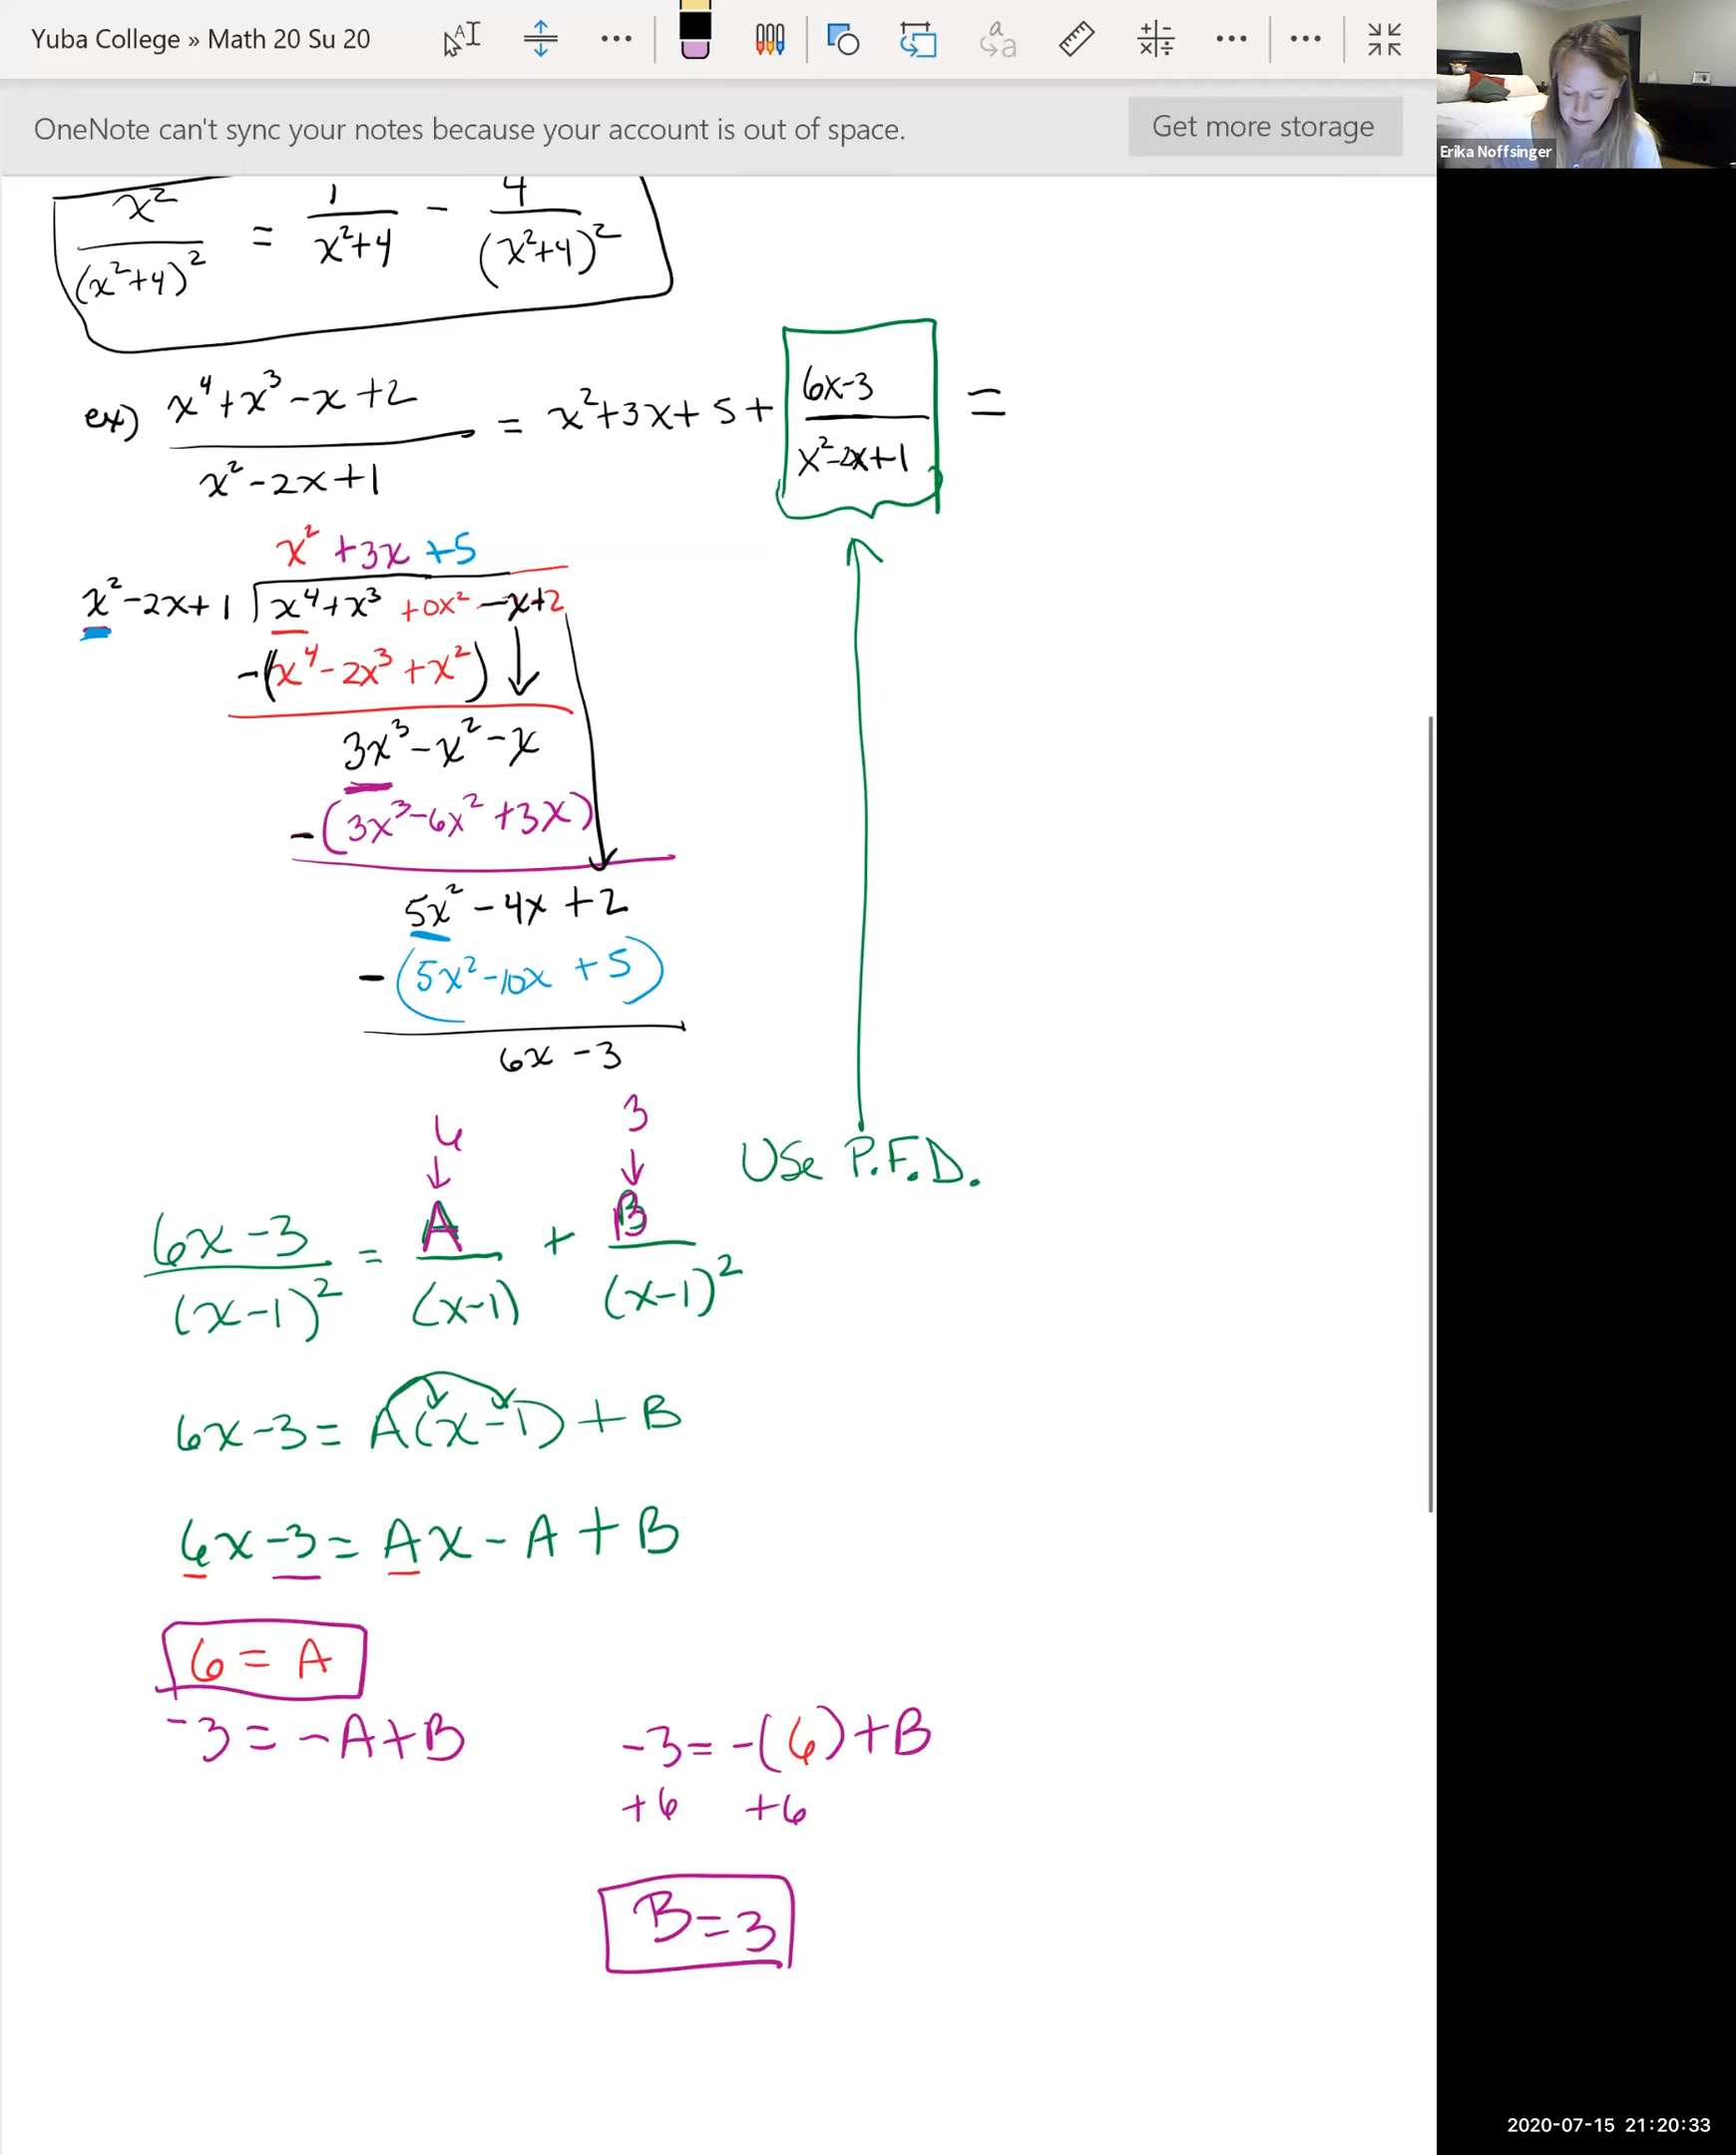 Yuba College » Math 20 Su 20
OneNote can't sync your notes because your account is out of space.
Get more storage
Erika Noffsinger
x²/(x²+4)² = 1/(x²+4) - 4/(x²+4)²
ex) (x⁴+x³-x+2)/(x²-2x+1) = x²+3x+5+ (6x-3)/(x²-2x+1) =
x² +3x +5
x²-2x+1 x⁴+x³ +0x² -x+2
-(x⁴-2x³+x²)
3x³-x²-x
-(3x³-6x²+3x)
5x²-4x+2
-(5x²-10x+5)
6x-3
6 3
Use P.F.D.
(6x-3)/(x-1)² = A/(x-1) + B/(x-1)²
6x-3=A(x-1)+B
6x-3=Ax-A+B
6=A
-3=-A+B
-3=-(6)+B
+6 +6
B=3
2020-07-15 21:20:33